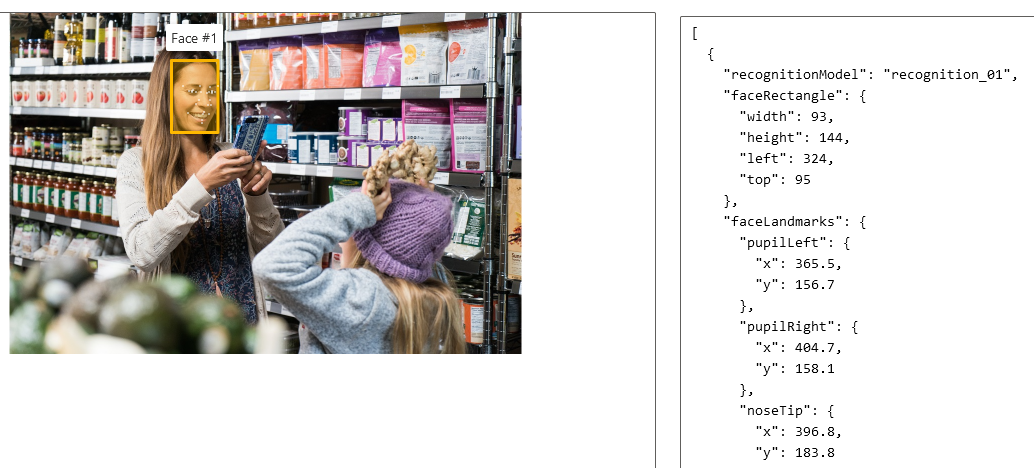 Face #1
[
{
"recognitionModel": "recognition_01",
"faceRectangle": {
"width": 93,
"height": 144,
"left": 324,
"top": 95
},
"faceLandmarks": {
"pupilLeft": {
"x": 365.5,
"y": 156.7
},
"pupilRight": {
"x": 404.7,
"y": 158.1
},
"noseTip": {
"x": 396.8,
"y": 183.8